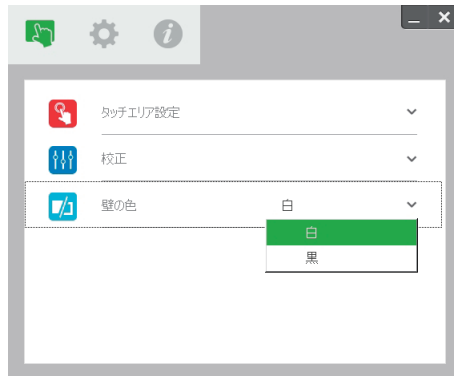 タッチエリア設定
校正
壁の色 白
白
黒